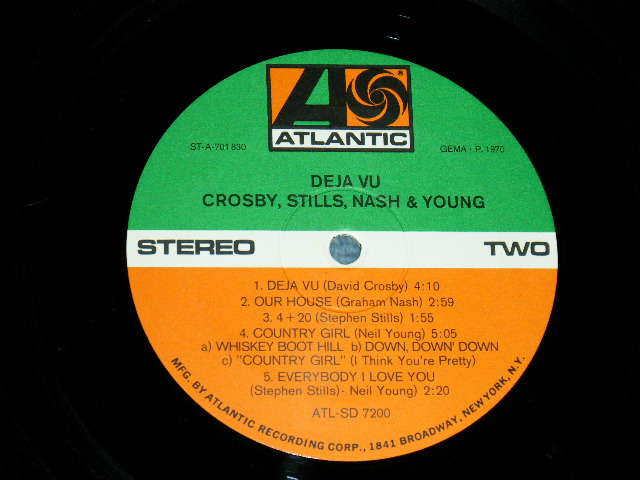 ATLANTIC
ST-A-701830
GEMA · P. 1970
DEJA VU
CROSBY, STILLS, NASH & YOUNG
STEREO
TWO
1. DEJA VU (David Crosby) 4:10
2. OUR HOUSE (Graham Nash) 2:59
3. 4 + 20 (Stephen Stills) 1:55
4. COUNTRY GIRL (Neil Young) 5:05
a) WHISKEY BOOT HILL b) DOWN, DOWN' DOWN
c) "COUNTRY GIRL" (I Think You're Pretty)
5. EVERYBODY I LOVE YOU
(Stephen Stills)- Neil Young) 2:20
ATL-SD 7200
MFG. BY ATLANTIC RECORDING CORP., 1841 BROADWAY, NEW YORK, N.Y.